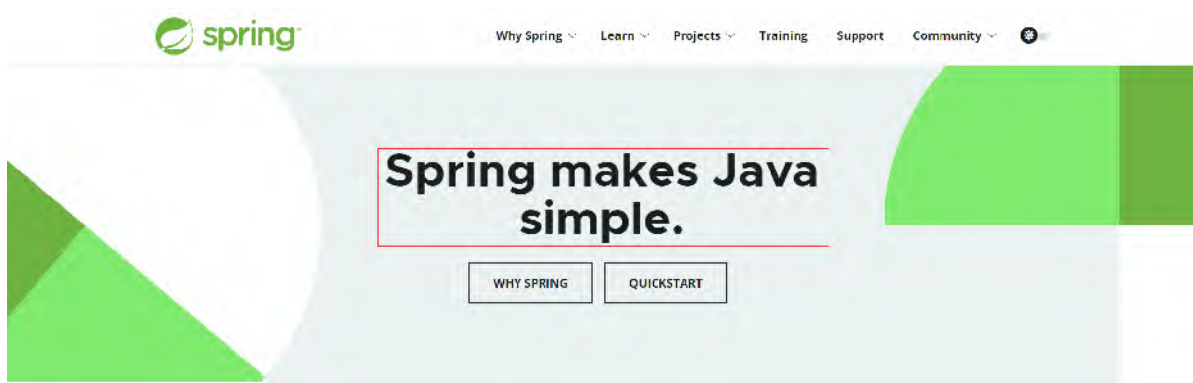 spring
Why Spring Learn Projects Training Support Community
Spring makes Java
simple.
WHY SPRING QUICKSTART